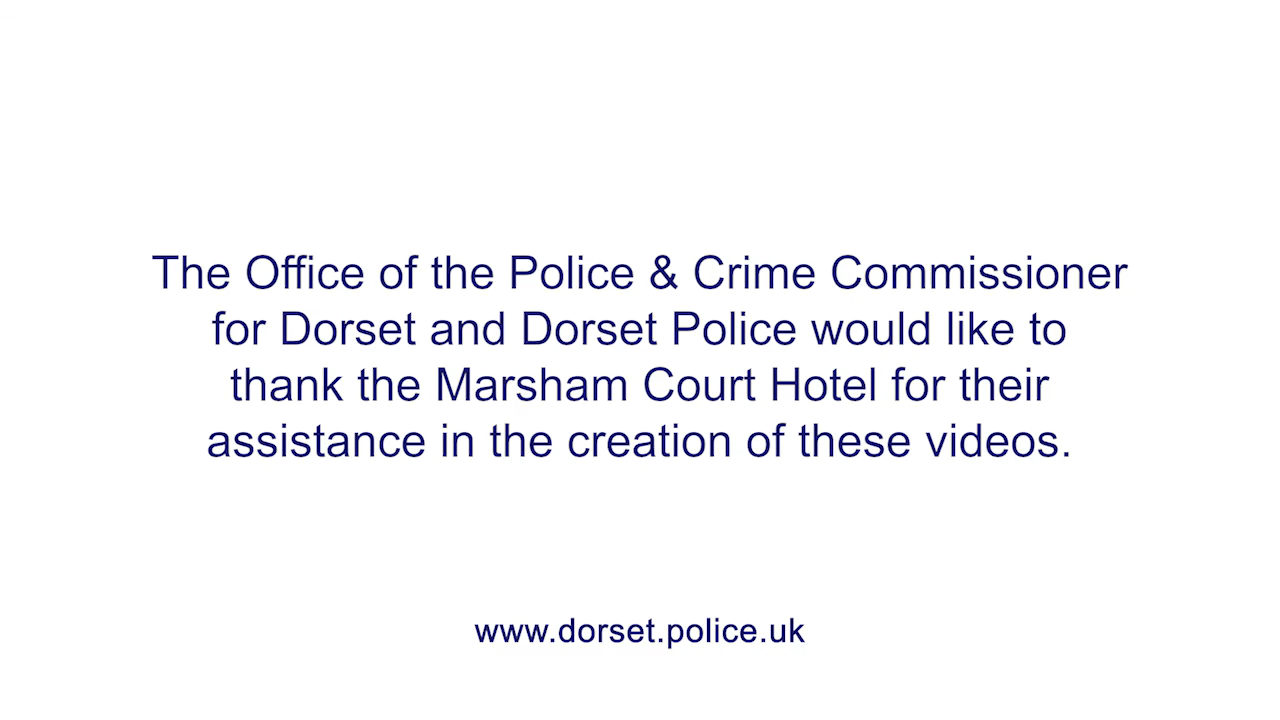 The Office of the Police & Crime Commissioner
for Dorset and Dorset Police would like to
thank the Marsham Court Hotel for their
assistance in the creation of these videos.
www.dorset.police.uk